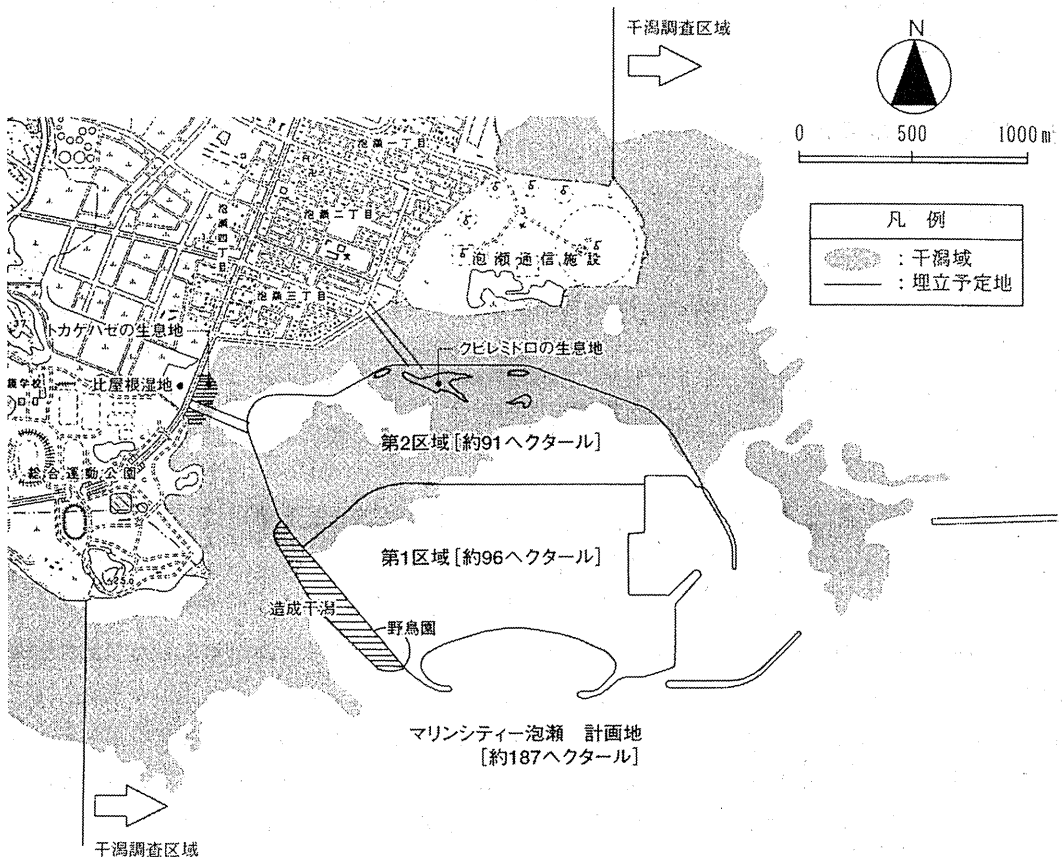 干潟調査区域
N
0 500 1000m
凡例
：干潟域
：埋立予定地
泡瀬一丁目
泡瀬二丁目
泡瀬四丁目
泡瀬三丁目
泡瀬通信施設
トカゲハゼの生息地
クビレミドロの生息地
比屋根湿地
総合運動公園
第2区域[約91ヘクタール]
第1区域[約96ヘクタール]
造成干潟
野鳥園
マリンシティー泡瀬 計画地
[約187ヘクタール]
干潟調査区域